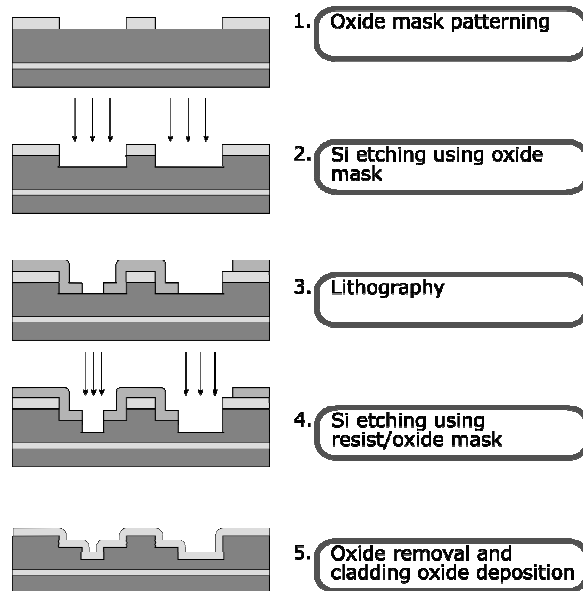 1. Oxide mask patterning
2. Si etching using oxide
mask
3. Lithography
4. Si etching using
resist/oxide mask
5. Oxide removal and
cladding oxide deposition